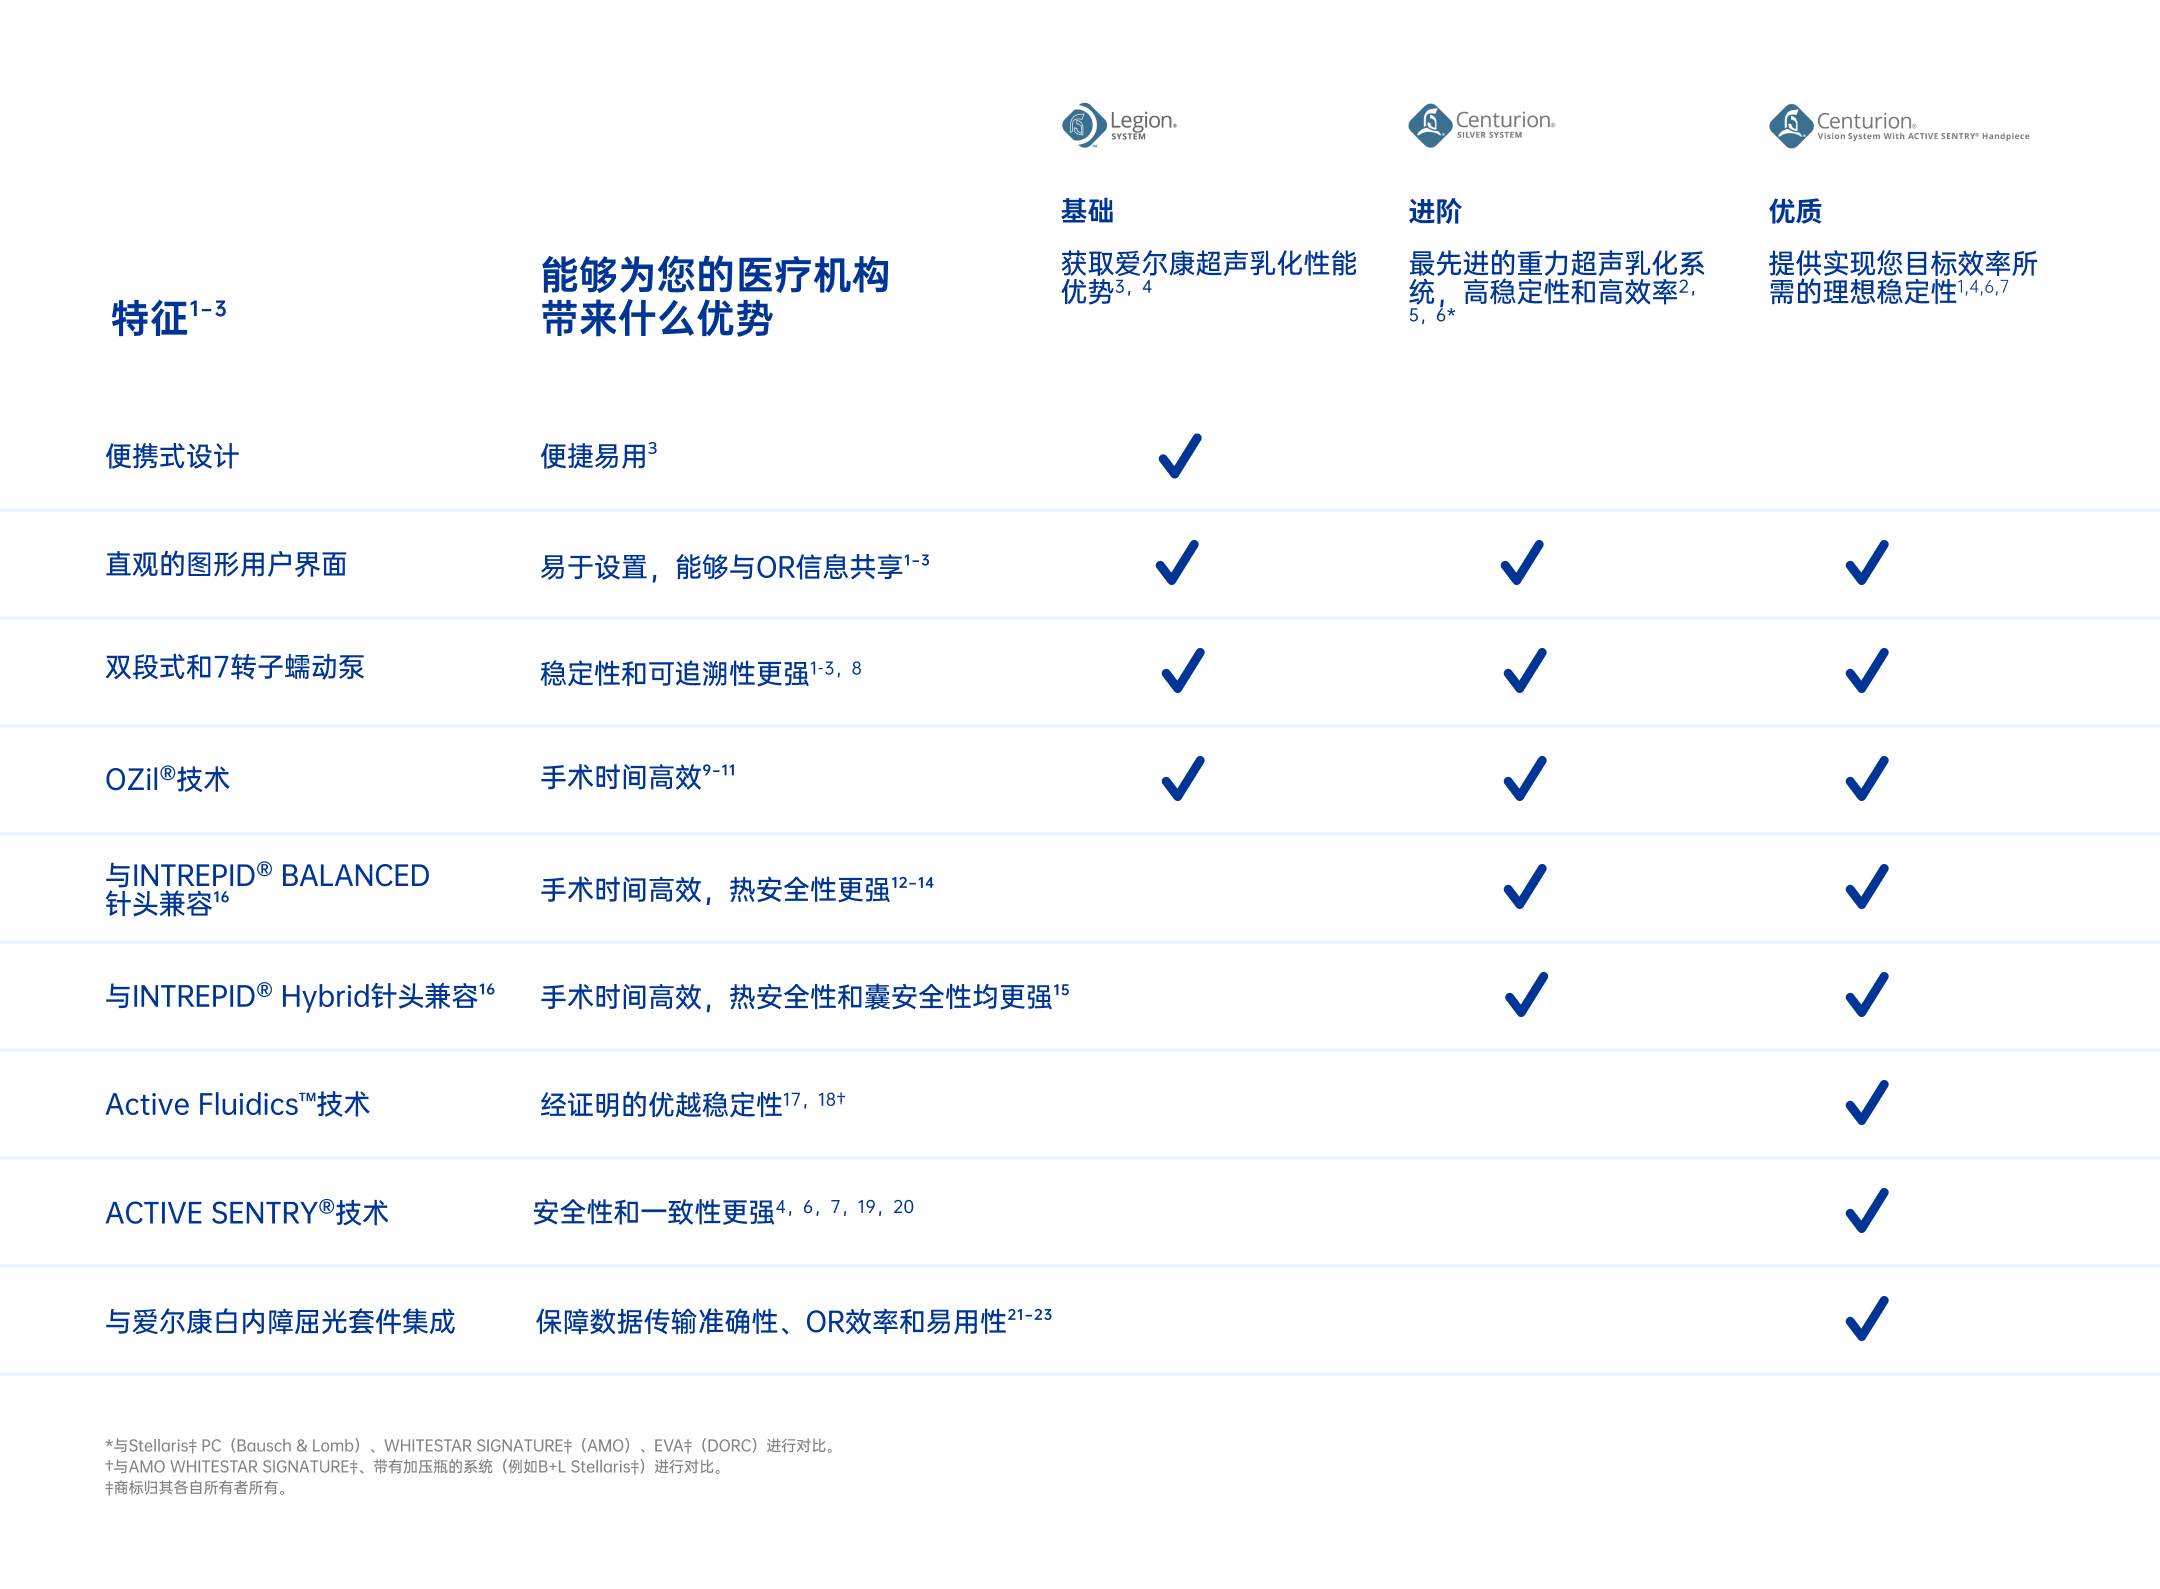 Legion®
SYSTEM
™
Centurion®
SILVER SYSTEM
Centurion®
Vision System With ACTIVE SENTRY® Handpiece
基础
进阶
优质
获取爱尔康超声乳化性能
优势3，4
最先进的重力超声乳化系
统，高稳定性和高效率2，
5，6*
提供实现您目标效率所
需的理想稳定性1,4,6,7
特征1-3
能够为您的医疗机构
带来什么优势
便携式设计
便捷易用3
直观的图形用户界面
易于设置，能够与OR信息共享1-3
双段式和7转子蠕动泵
稳定性和可追溯性更强1-3，8
OZil®技术
手术时间高效9-11
与INTREPID® BALANCED
针头兼容16
手术时间高效，热安全性更强12-14
与INTREPID® Hybrid针头兼容16
手术时间高效，热安全性和囊安全性均更强15
Active Fluidics™技术
经证明的优越稳定性17，18†
ACTIVE SENTRY®技术
安全性和一致性更强4，6，7，19，20
与爱尔康白内障屈光套件集成
保障数据传输准确性、OR效率和易用性21-23
*与Stellaris‡ PC（Bausch & Lomb）、WHITESTAR SIGNATURE‡（AMO）、EVA‡（DORC）进行对比。
†与AMO WHITESTAR SIGNATURE‡、带有加压瓶的系统（例如B+L Stellaris‡）进行对比。
‡商标归其各自所有者所有。